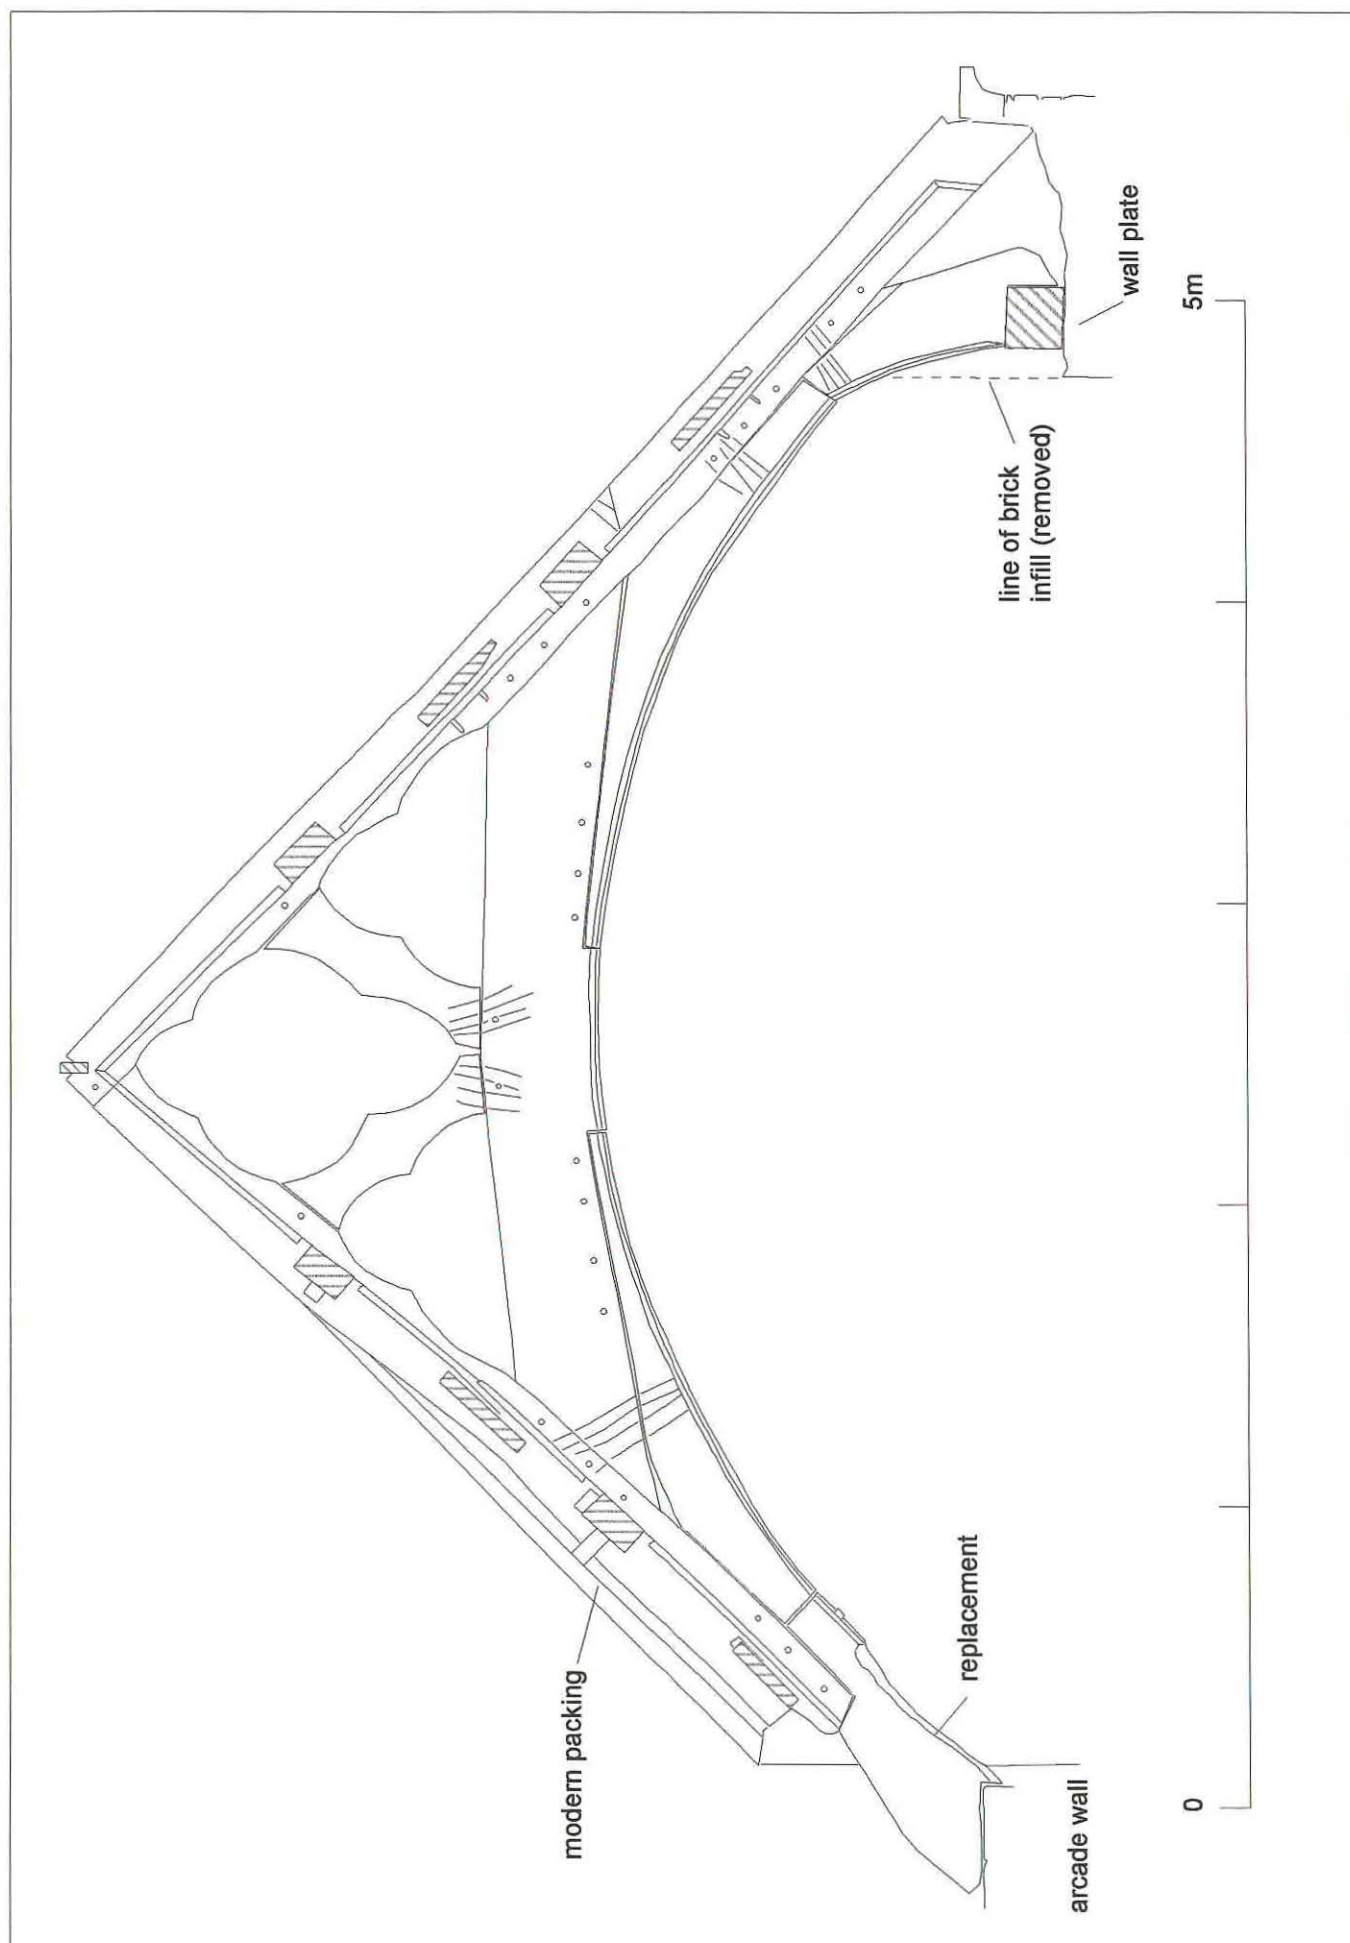 modern packing
line of brick
infill (removed)
wall plate
replacement
arcade wall
0
5m